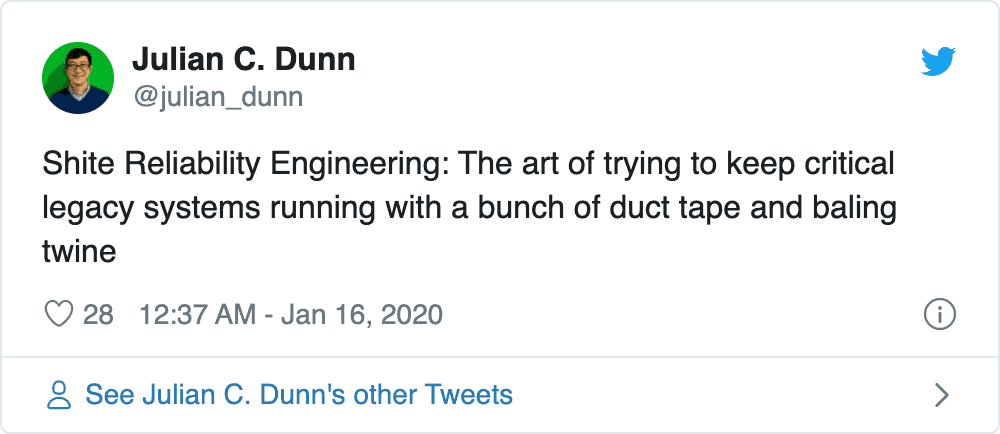 Julian C. Dunn
@julian_dunn
Shite Reliability Engineering: The art of trying to keep critical
legacy systems running with a bunch of duct tape and baling
twine
28 12:37 AM - Jan 16, 2020
See Julian C. Dunn's other Tweets